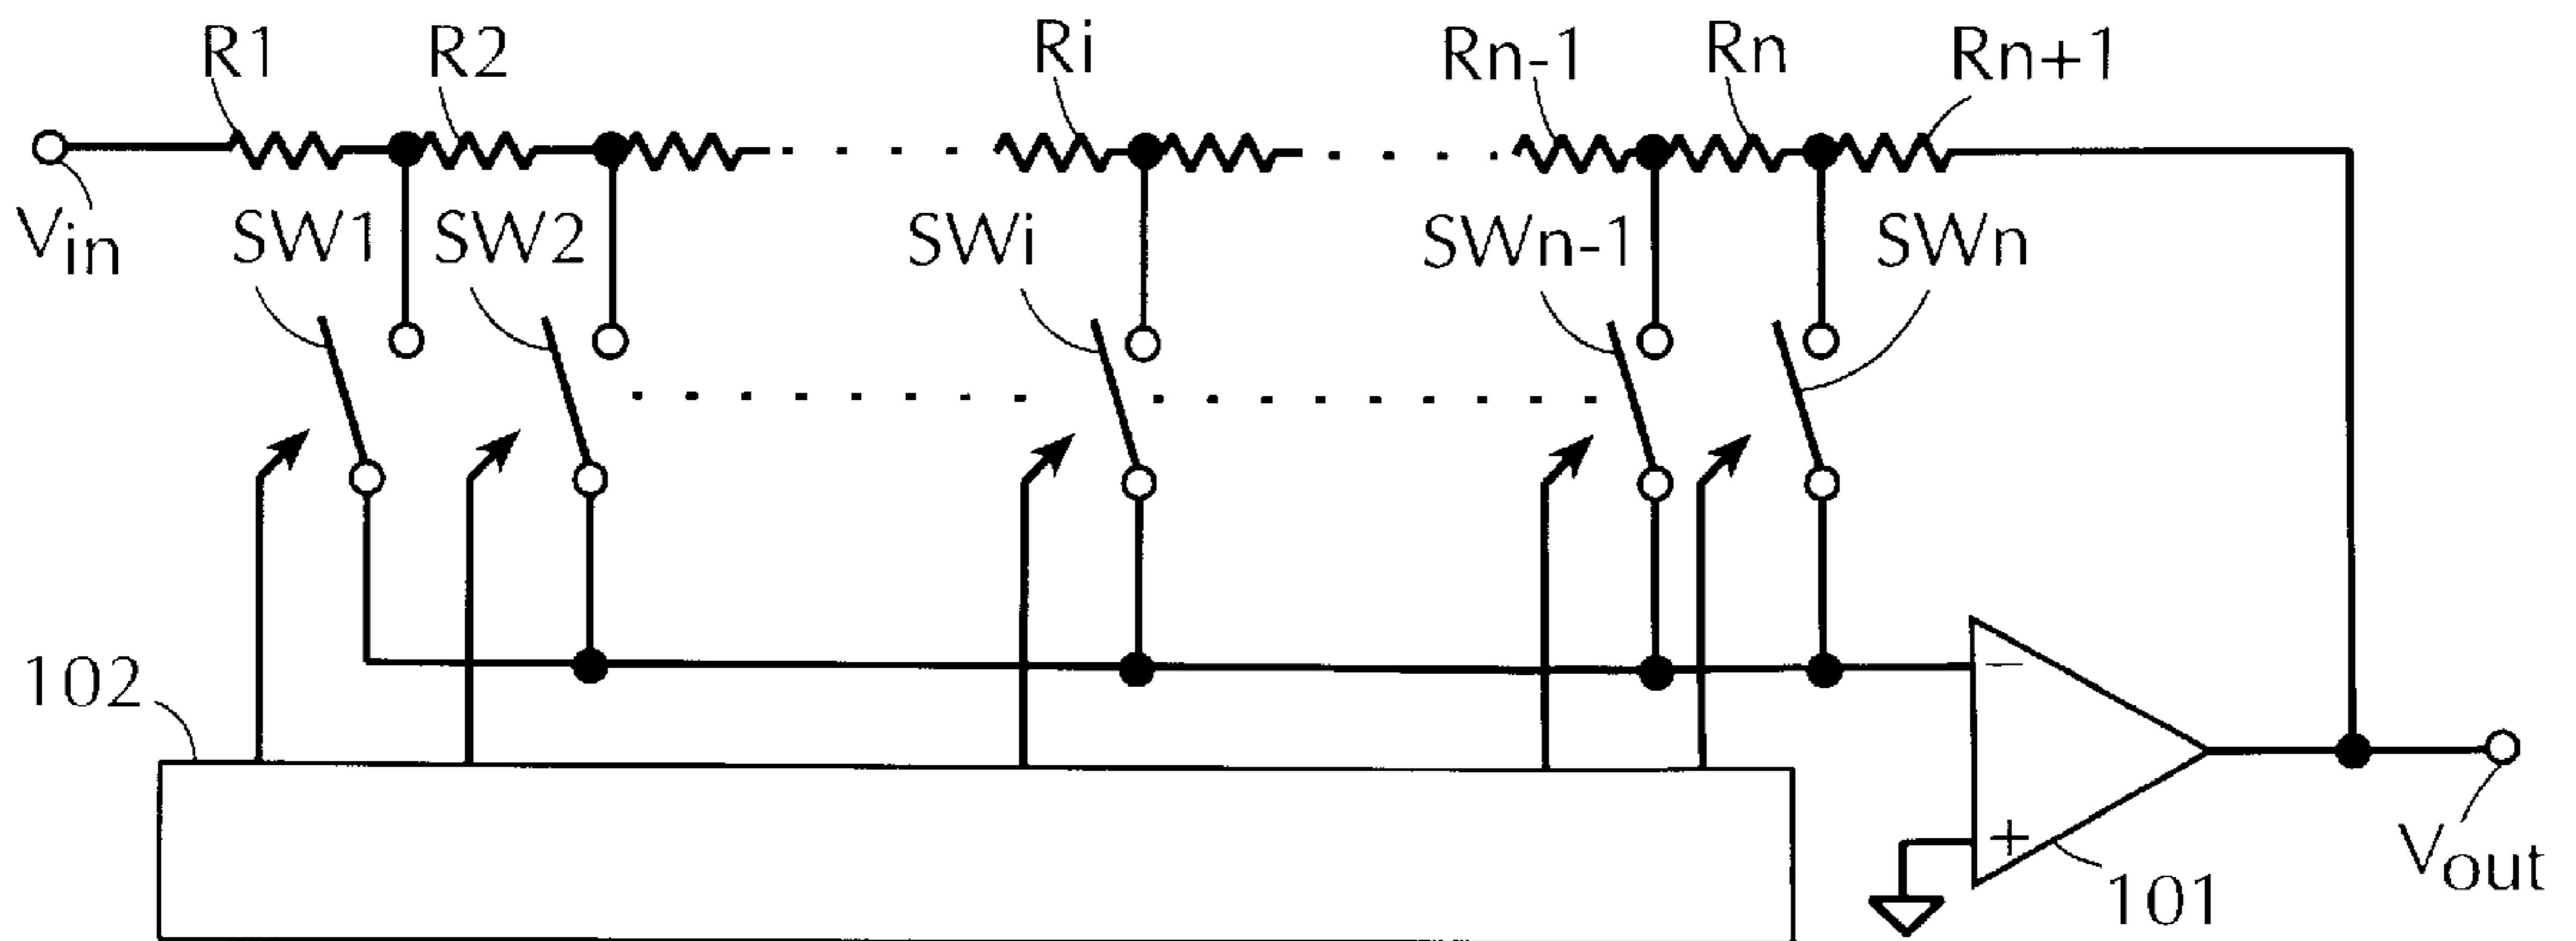 R1 R2 Ri Rn-1 Rn Rn+1
Vin SW1 SW2 SWi SWn-1 SWn
102
−
+
101
Vout